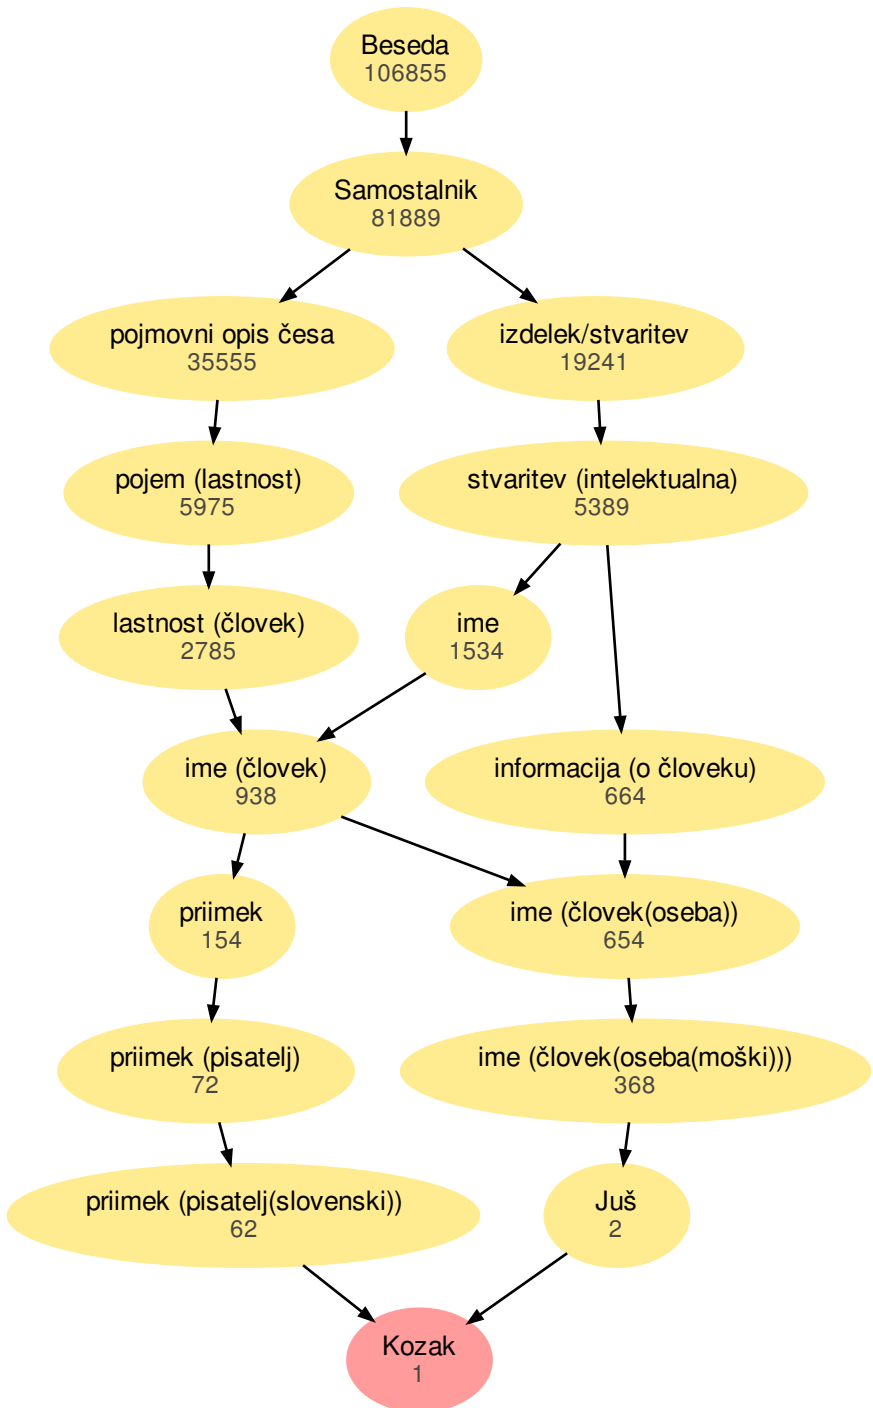 Beseda
106855
Samostalnik
81889
pojmovni opis česa
35555
izdelek/stvaritev
19241
pojem (lastnost)
5975
stvaritev (intelektualna)
5389
lastnost (človek)
2785
ime
1534
ime (človek)
938
informacija (o človeku)
664
priimek
154
ime (človek(oseba))
654
priimek (pisatelj)
72
ime (človek(oseba(moški)))
368
priimek (pisatelj(slovenski))
62
Juš
2
Kozak
1